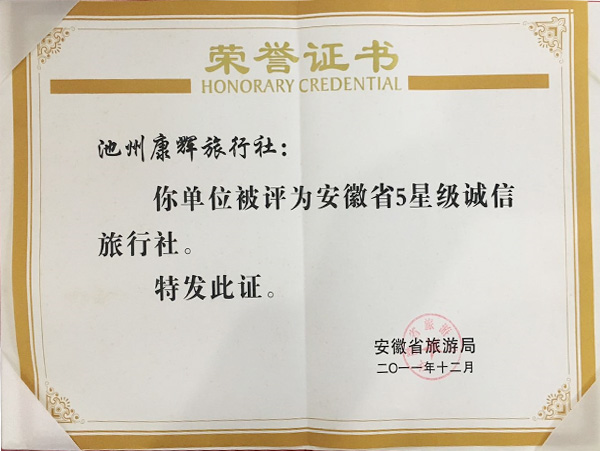 荣誉证书
HONORARY CREDENTIAL
池州康辉旅行社：
你单位被评为安徽省5星级诚信
旅行社。
特发此证。
安徽省旅游局
二〇一一年十二月